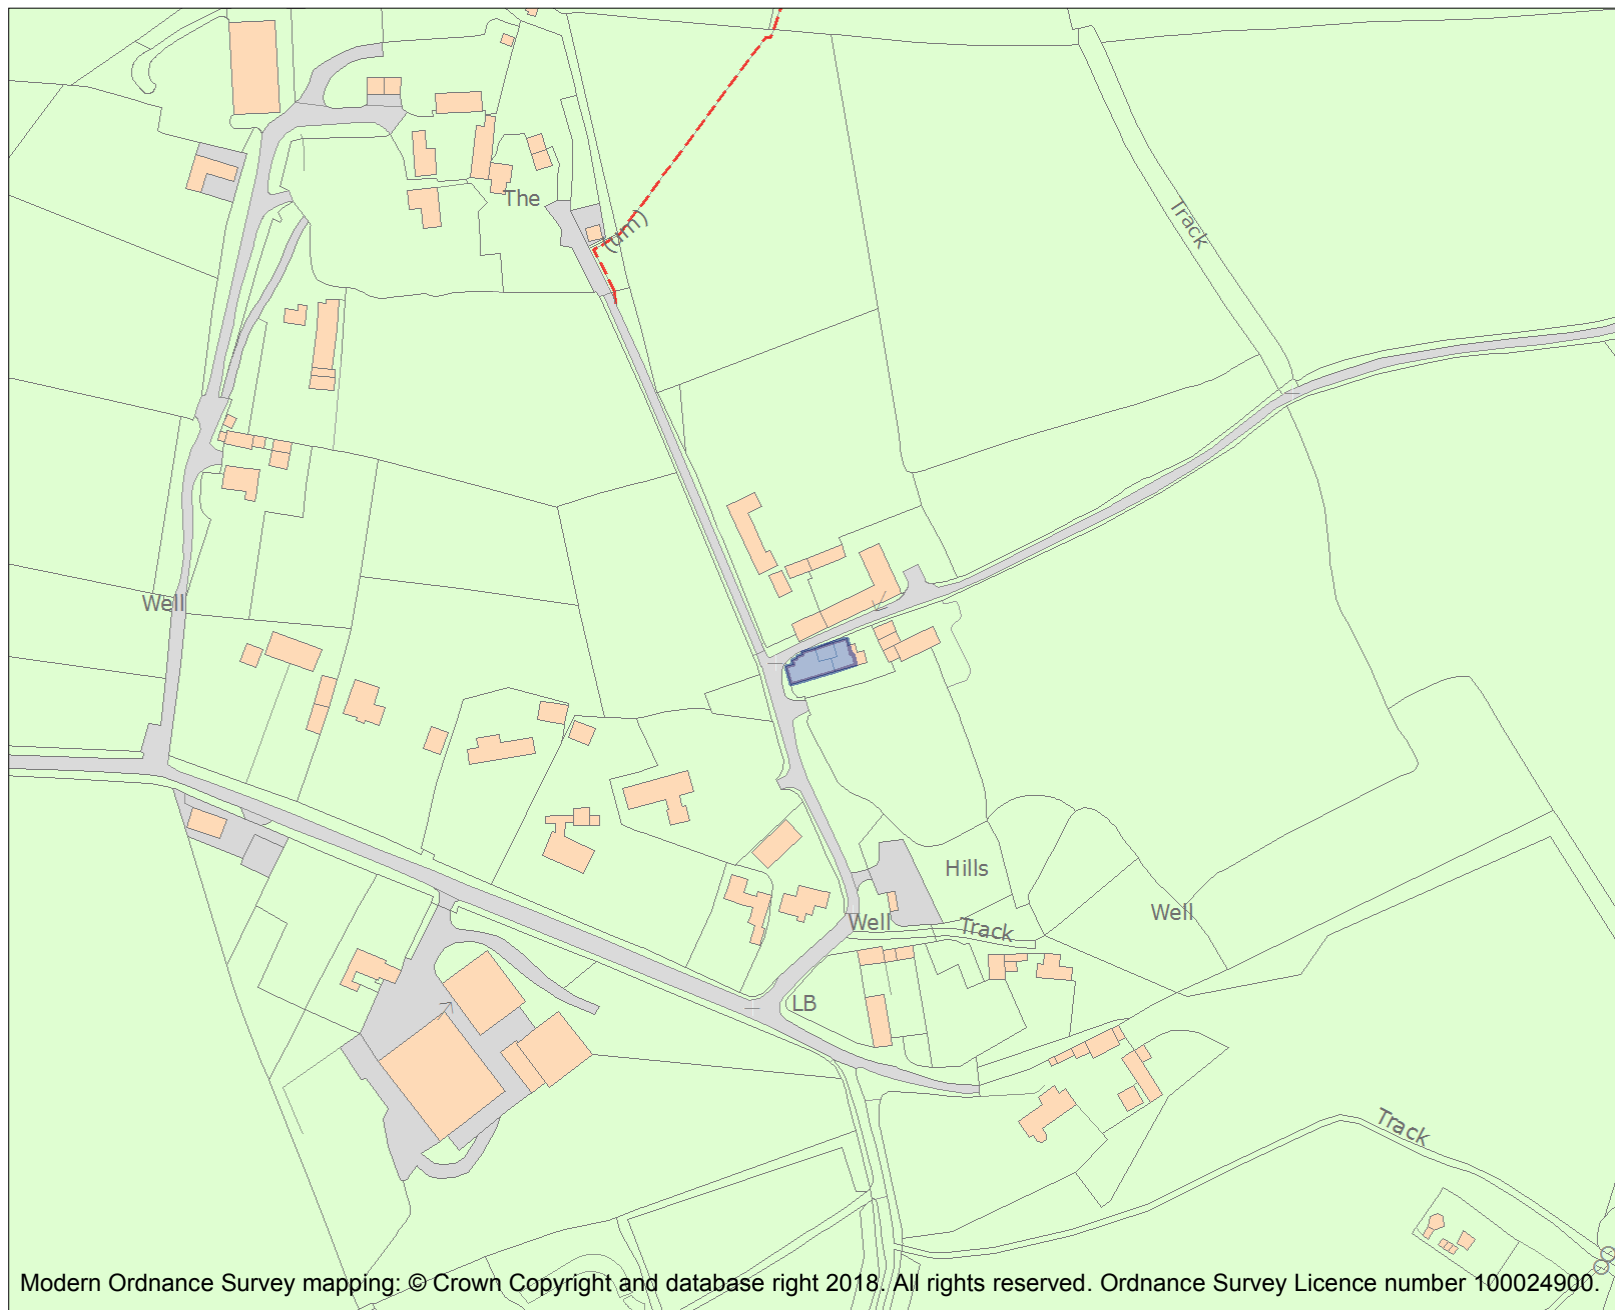 The
(um)
Track
Well
Hills
Well
Well
Track
LB
Track
Modern Ordnance Survey mapping: © Crown Copyright and database right 2018. All rights reserved. Ordnance Survey Licence number 100024900.